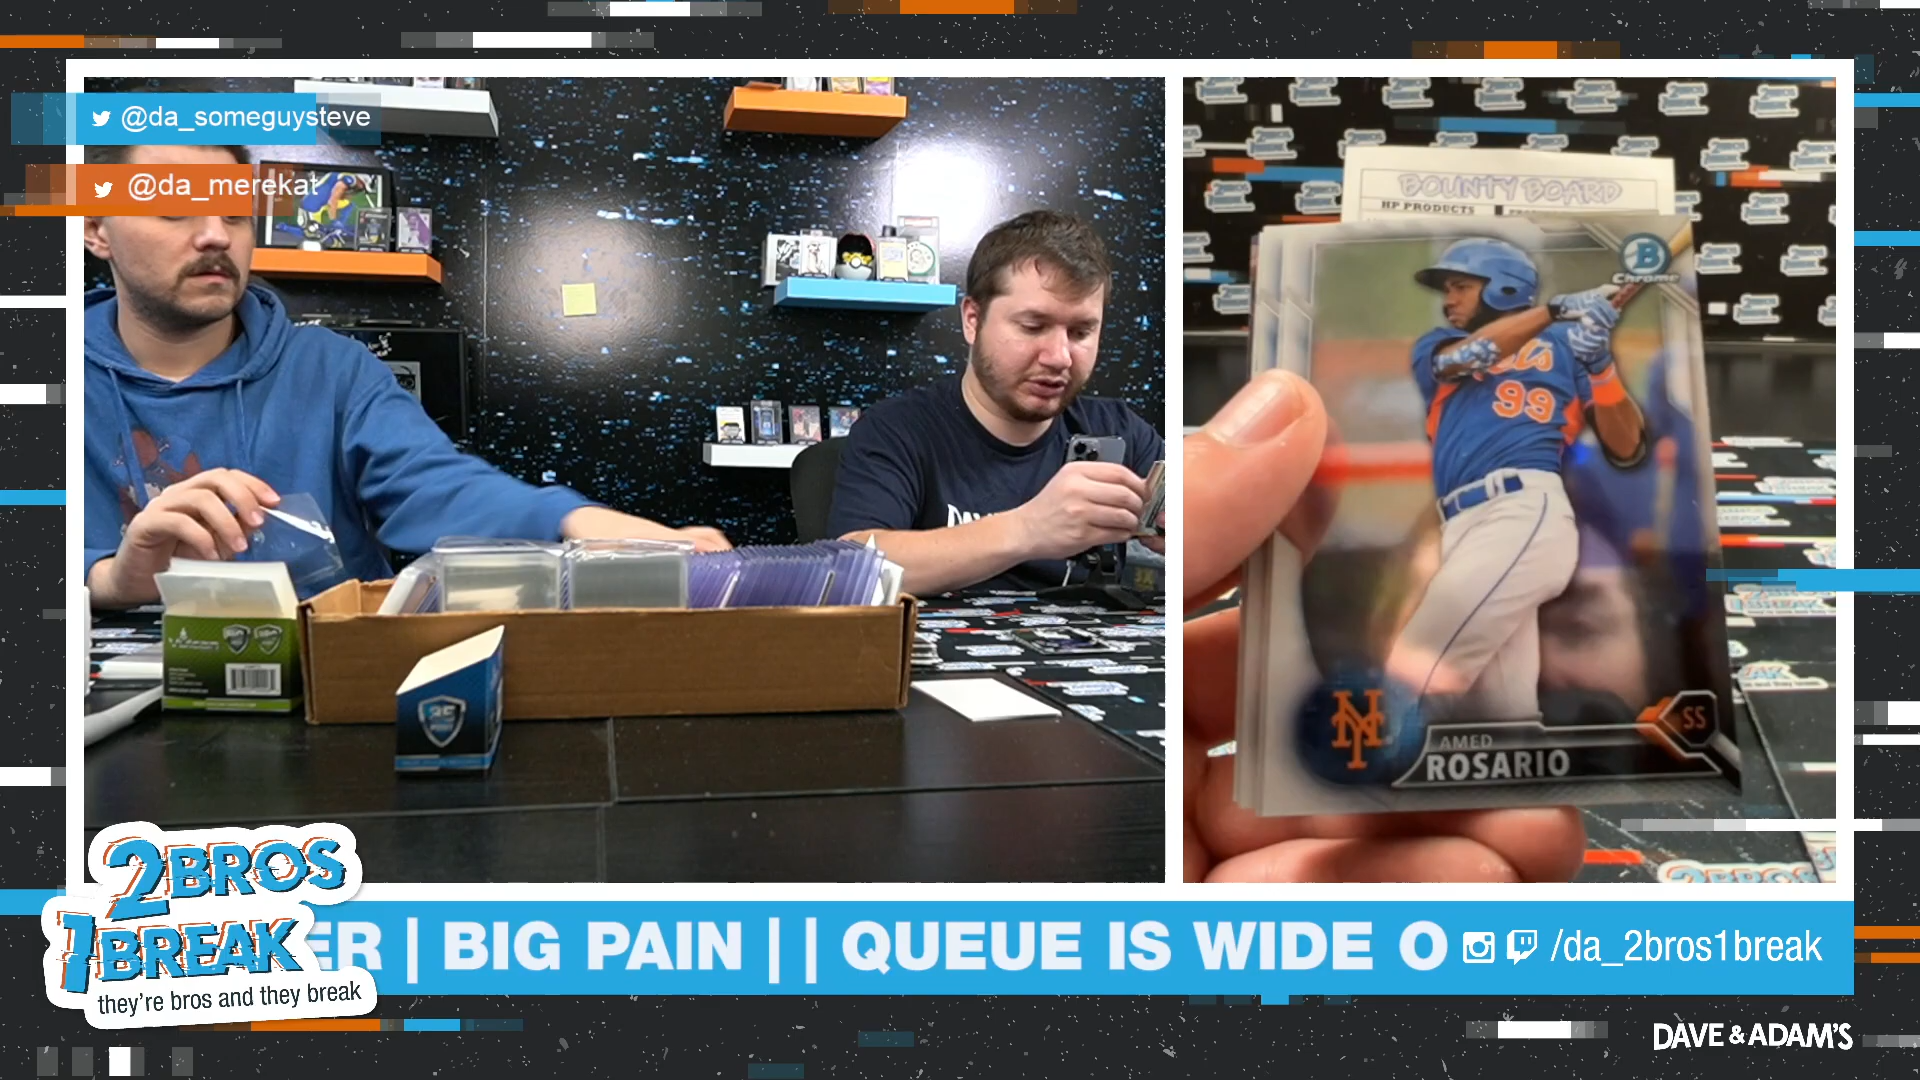 @da_someguysteve
@da_merekat
BOUNTY BOARD
HP PRODUCTS
B
Chrome
99
NY
SS
AMED
ROSARIO
2BROS
1BREAK
they're bros and they break
ER | BIG PAIN | | QUEUE IS WIDE O
/da_2bros1break
DAVE & ADAM'S